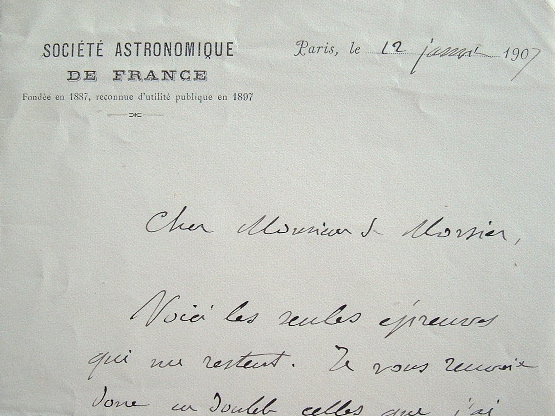 SOCIÉTÉ ASTRONOMIQUE
DE FRANCE
Fondée en 1887, reconnue d'utilité publique en 1897
Paris, le 12 janvier 1907
Cher Monsieur de Morsier,
Voici les seules épreuves
qui me restent. Je vous renvoie
donc en double celles que j'ai